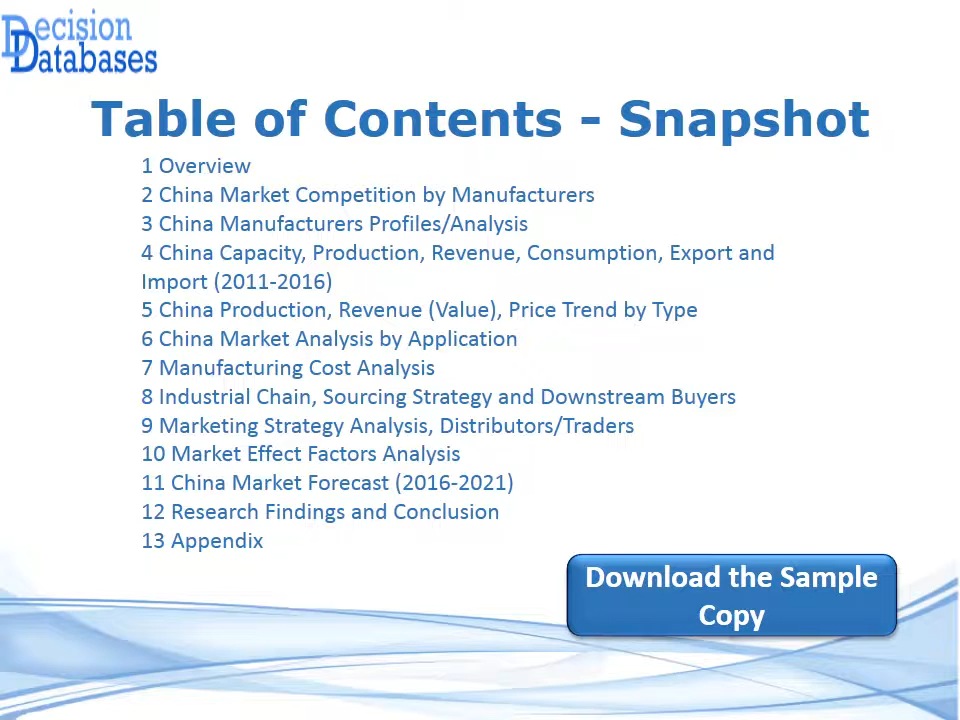 Decision
Databases
Table of Contents - Snapshot
1 Overview
2 China Market Competition by Manufacturers
3 China Manufacturers Profiles/Analysis
4 China Capacity, Production, Revenue, Consumption, Export and
Import (2011-2016)
5 China Production, Revenue (Value), Price Trend by Type
6 China Market Analysis by Application
7 Manufacturing Cost Analysis
8 Industrial Chain, Sourcing Strategy and Downstream Buyers
9 Marketing Strategy Analysis, Distributors/Traders
10 Market Effect Factors Analysis
11 China Market Forecast (2016-2021)
12 Research Findings and Conclusion
13 Appendix
Download the Sample
Copy